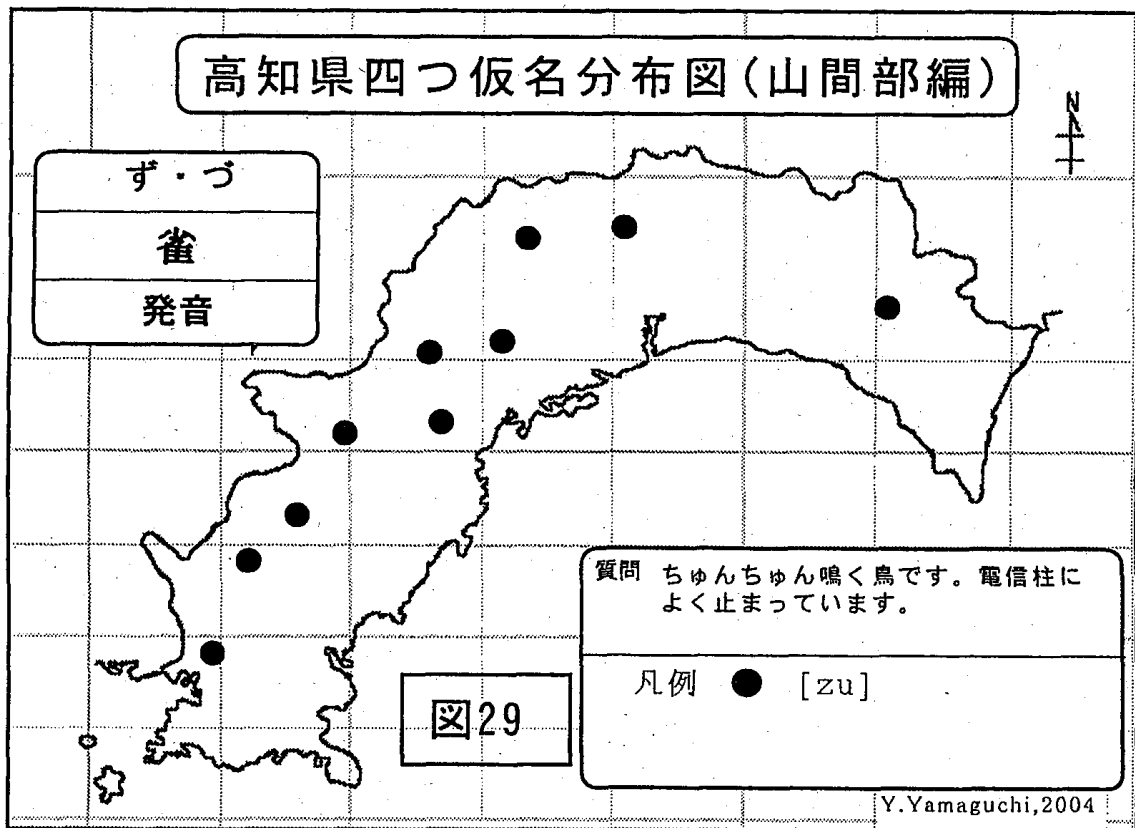 高知県四つ仮名分布図(山間部編)
N
ず・づ
雀
発音
質問 ちゅんちゅん鳴く鳥です。電信柱に
よく止まっています。
凡例 ● [zu]
図29
Y.Yamaguchi,2004